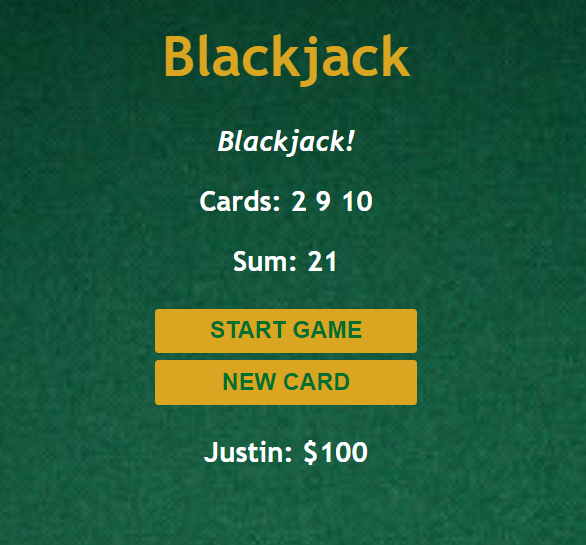 Blackjack
Blackjack!
Cards: 2 9 10
Sum: 21
START GAME
NEW CARD
Justin: $100